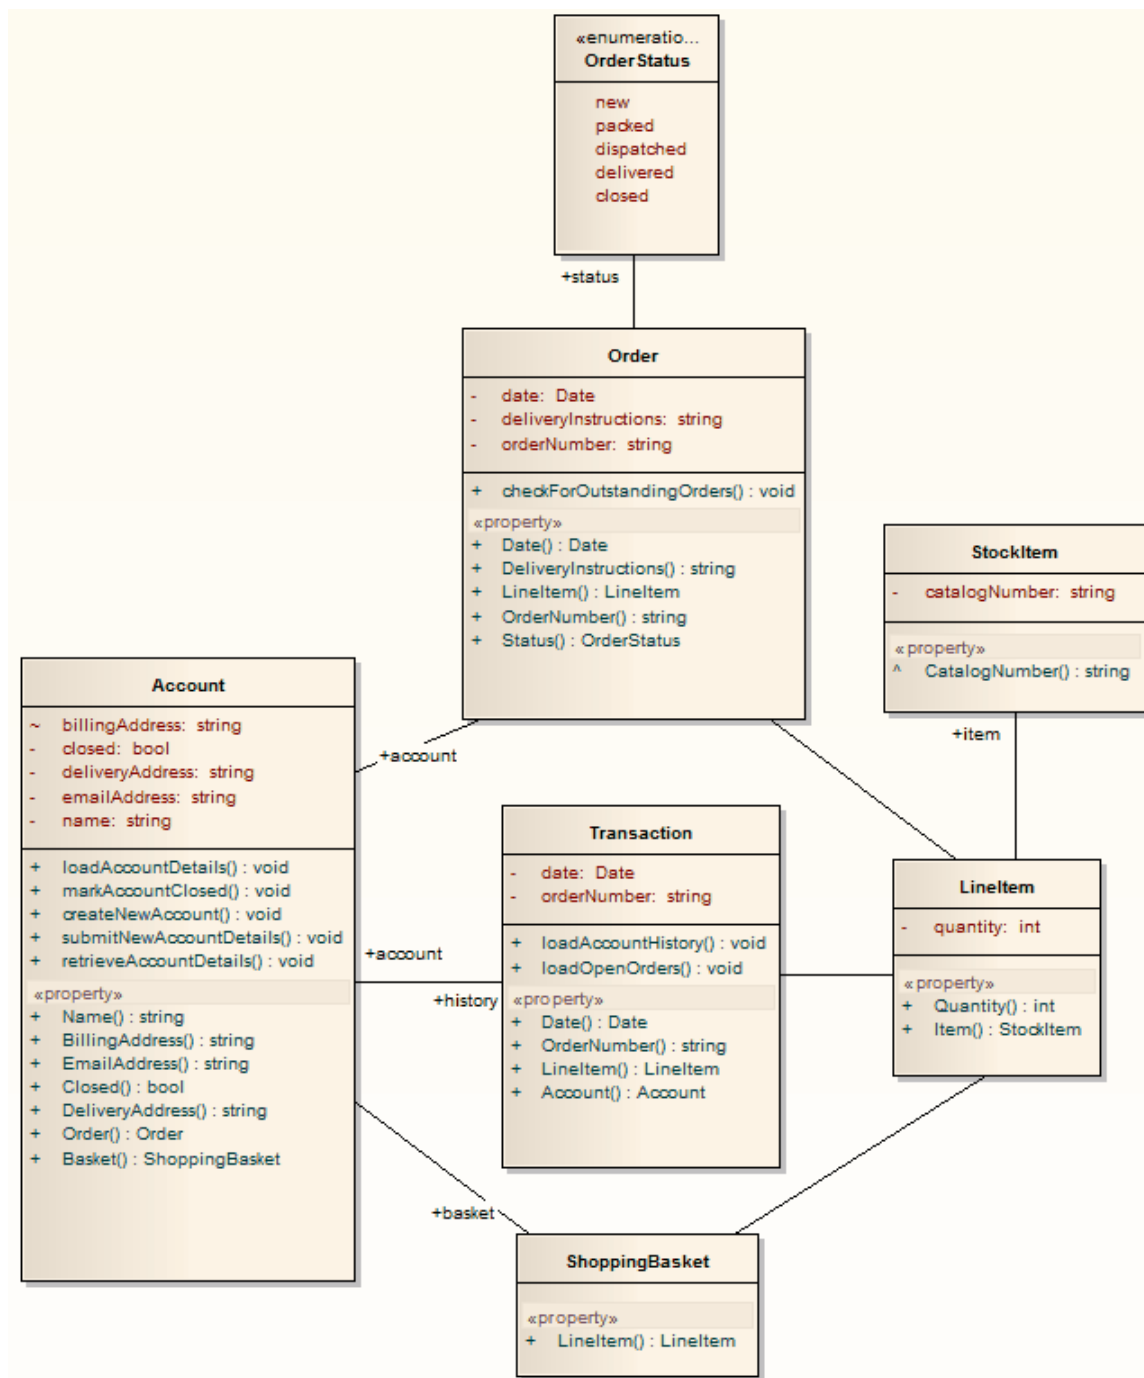 «enumeratio...
OrderStatus
new
packed
dispatched
delivered
closed
+status
Order
- date: Date
- deliveryInstructions: string
- orderNumber: string
+ checkForOutstandingOrders() : void
«property»
+ Date() : Date
+ DeliveryInstructions() : string
+ LineItem() : LineItem
+ OrderNumber() : string
+ Status() : OrderStatus
StockItem
- catalogNumber: string
«property»
^ CatalogNumber() : string
+item
Account
~ billingAddress: string
- closed: bool
- deliveryAddress: string
- emailAddress: string
- name: string
+ loadAccountDetails() : void
+ markAccountClosed() : void
+ createNewAccount() : void
+ submitNewAccountDetails() : void
+ retrieveAccountDetails() : void
«property»
+ Name() : string
+ BillingAddress() : string
+ EmailAddress() : string
+ Closed() : bool
+ DeliveryAddress() : string
+ Order() : Order
+ Basket() : ShoppingBasket
+account
+account
+history
+basket
Transaction
- date: Date
- orderNumber: string
+ loadAccountHistory() : void
+ loadOpenOrders() : void
«property»
+ Date() : Date
+ OrderNumber() : string
+ LineItem() : LineItem
+ Account() : Account
LineItem
- quantity: int
«property»
+ Quantity() : int
+ Item() : StockItem
ShoppingBasket
«property»
+ LineItem() : LineItem